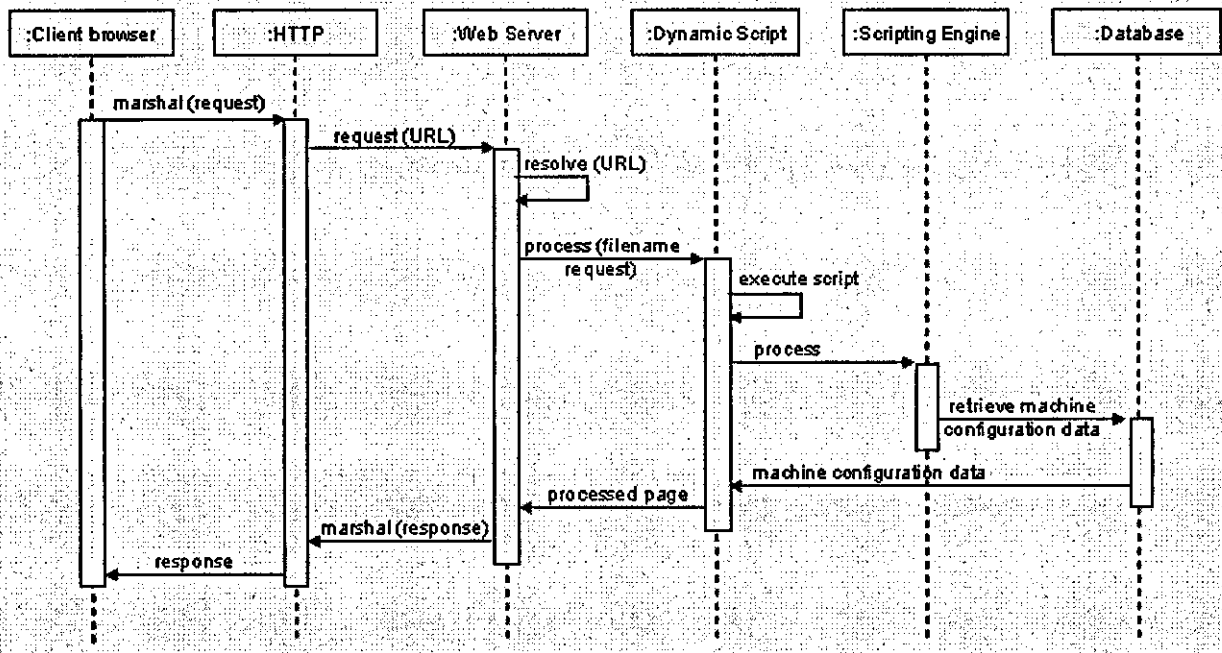 :Client browser
:HTTP
:Web Server
:Dynamic Script
:Scripting Engine
:Database
marshal (request)
request (URL)
resolve (URL)
process (filename
request)
execute script
process
retrieve machine
configuration data
machine configuration data
processed page
marshal (response)
response